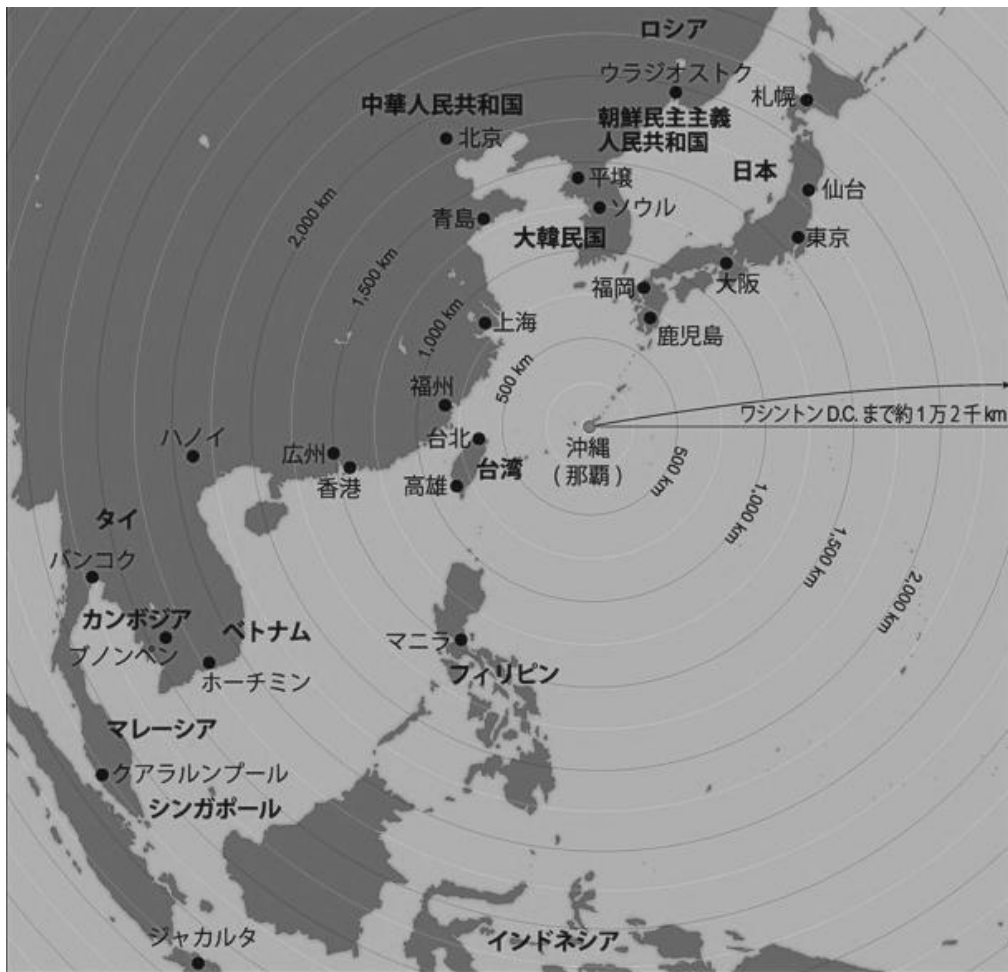 ロシア
ウラジオストク
札幌
中華人民共和国
北京
朝鮮民主主義
人民共和国
日本
平壌
仙台
ソウル
青島
大韓民国
東京
2,000 km
1,500 km
1,000 km
500 km
大阪
福岡
鹿児島
上海
福州
ワシントン D.C. まで約 1 万 2 千 km
ハノイ
広州
香港
台北
台湾
高雄
沖縄
（那覇）
500 km
1,000 km
1,500 km
2,000 km
タイ
バンコク
カンボジア
プノンペン
ベトナム
ホーチミン
マニラ
フィリピン
マレーシア
クアラルンプール
シンガポール
ジャカルタ
インドネシア